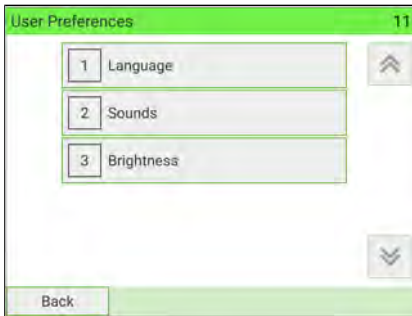 User Preferences 11
1 Language
2 Sounds
3 Brightness
Back